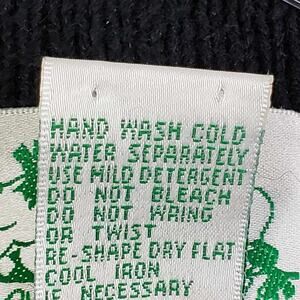 HAND WASH COLD
WATER SEPARATELY
USE MILD DETERGENT
DO NOT BLEACH
DO NOT WRING
OR TWIST
RE-SHAPE DRY FLAT
COOL IRON
IF NECESSARY